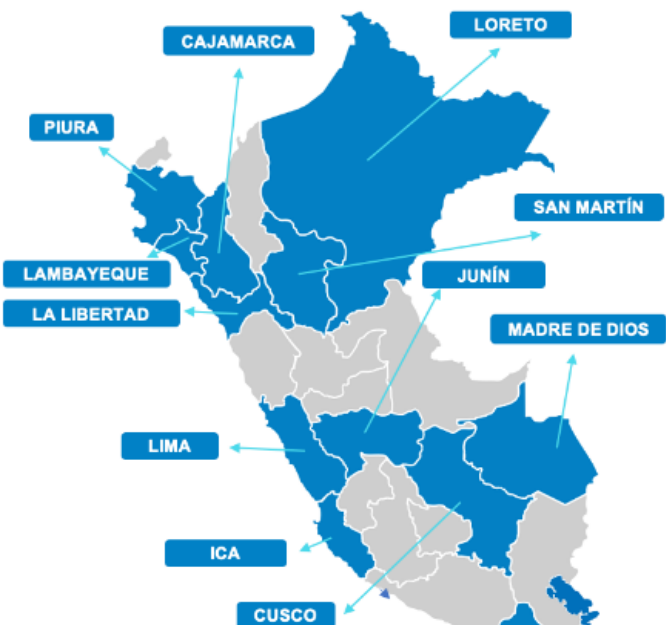 LORETO
CAJAMARCA
PIURA
SAN MARTÍN
LAMBAYEQUE
JUNÍN
LA LIBERTAD
MADRE DE DIOS
LIMA
ICA
CUSCO